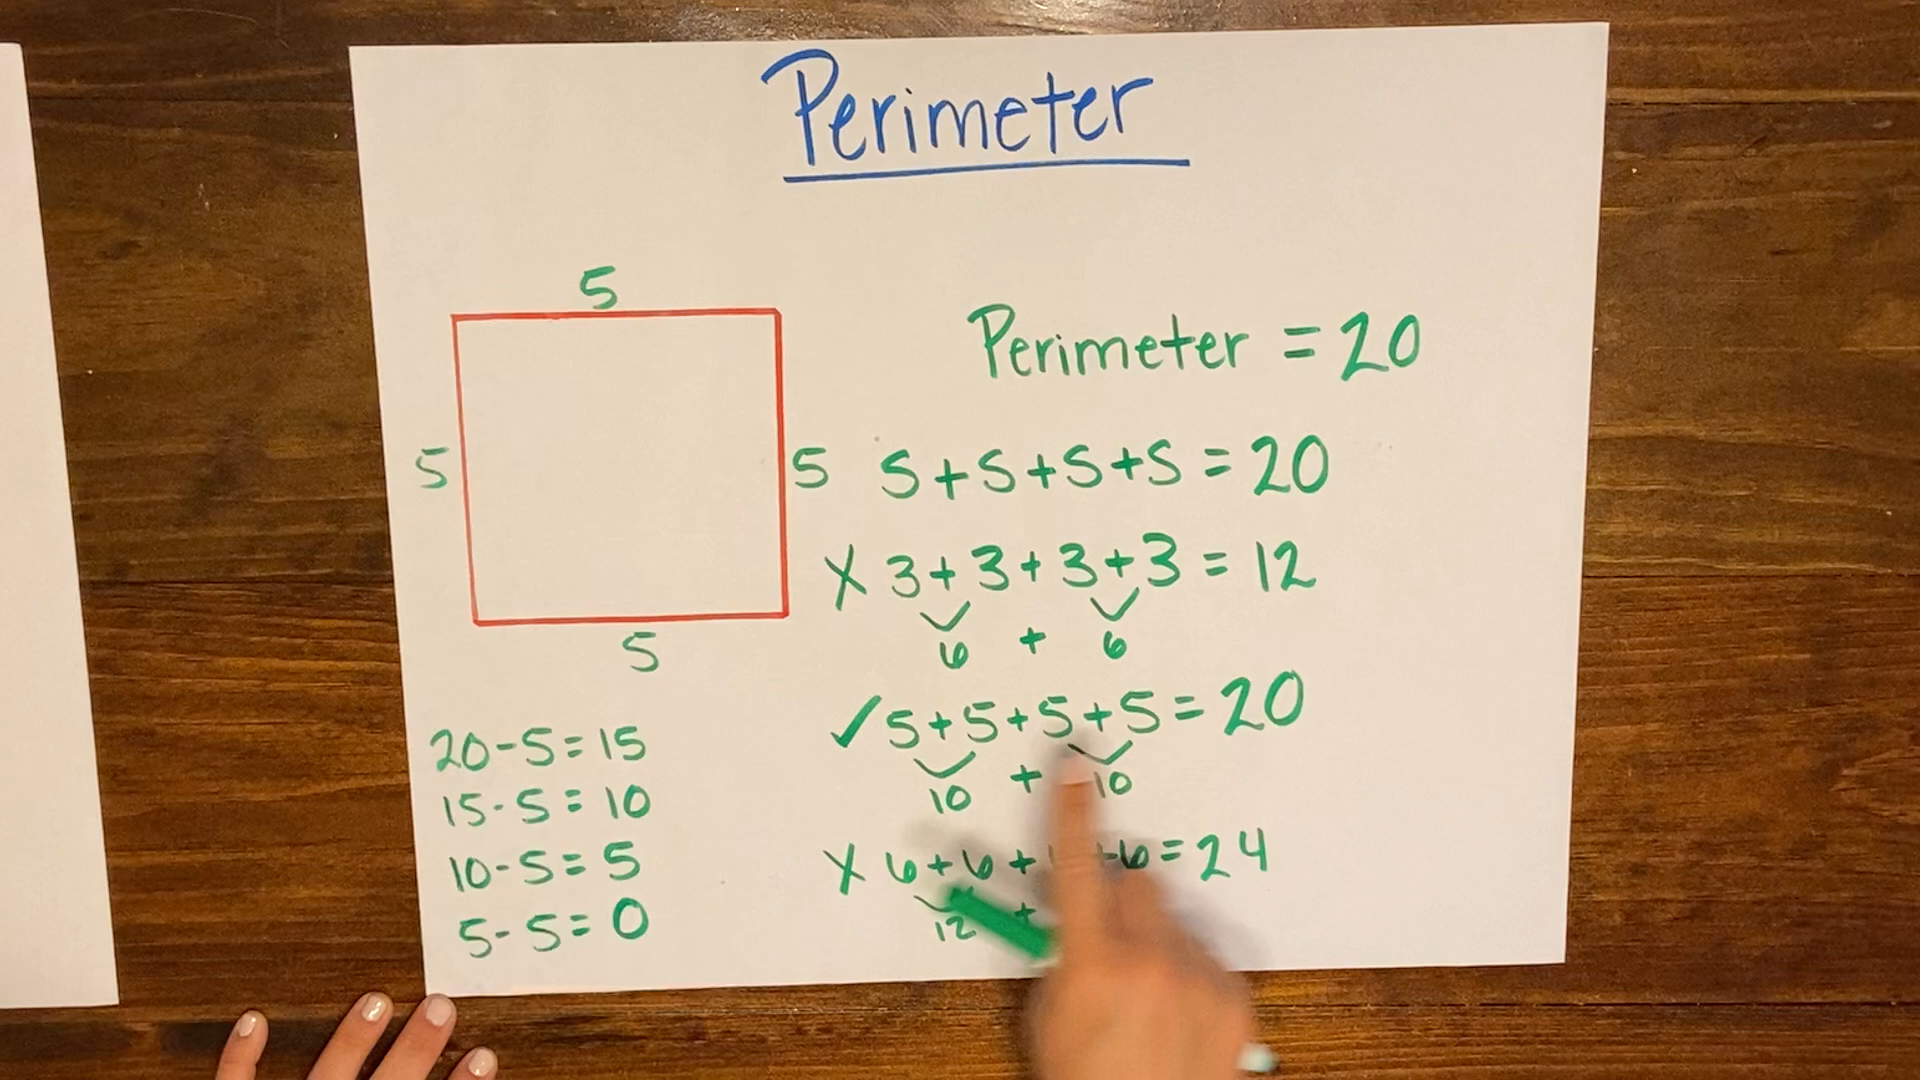 Perimeter
5
5
5
5
Perimeter = 20
5+5+5+5=20
X 3+3+3+3=12
6 + 6
✓ 5+5+5+5=20
10 + 10
X 6+6+ +6=24
12 +
20-5=15
15-5=10
10-5=5
5-5=0